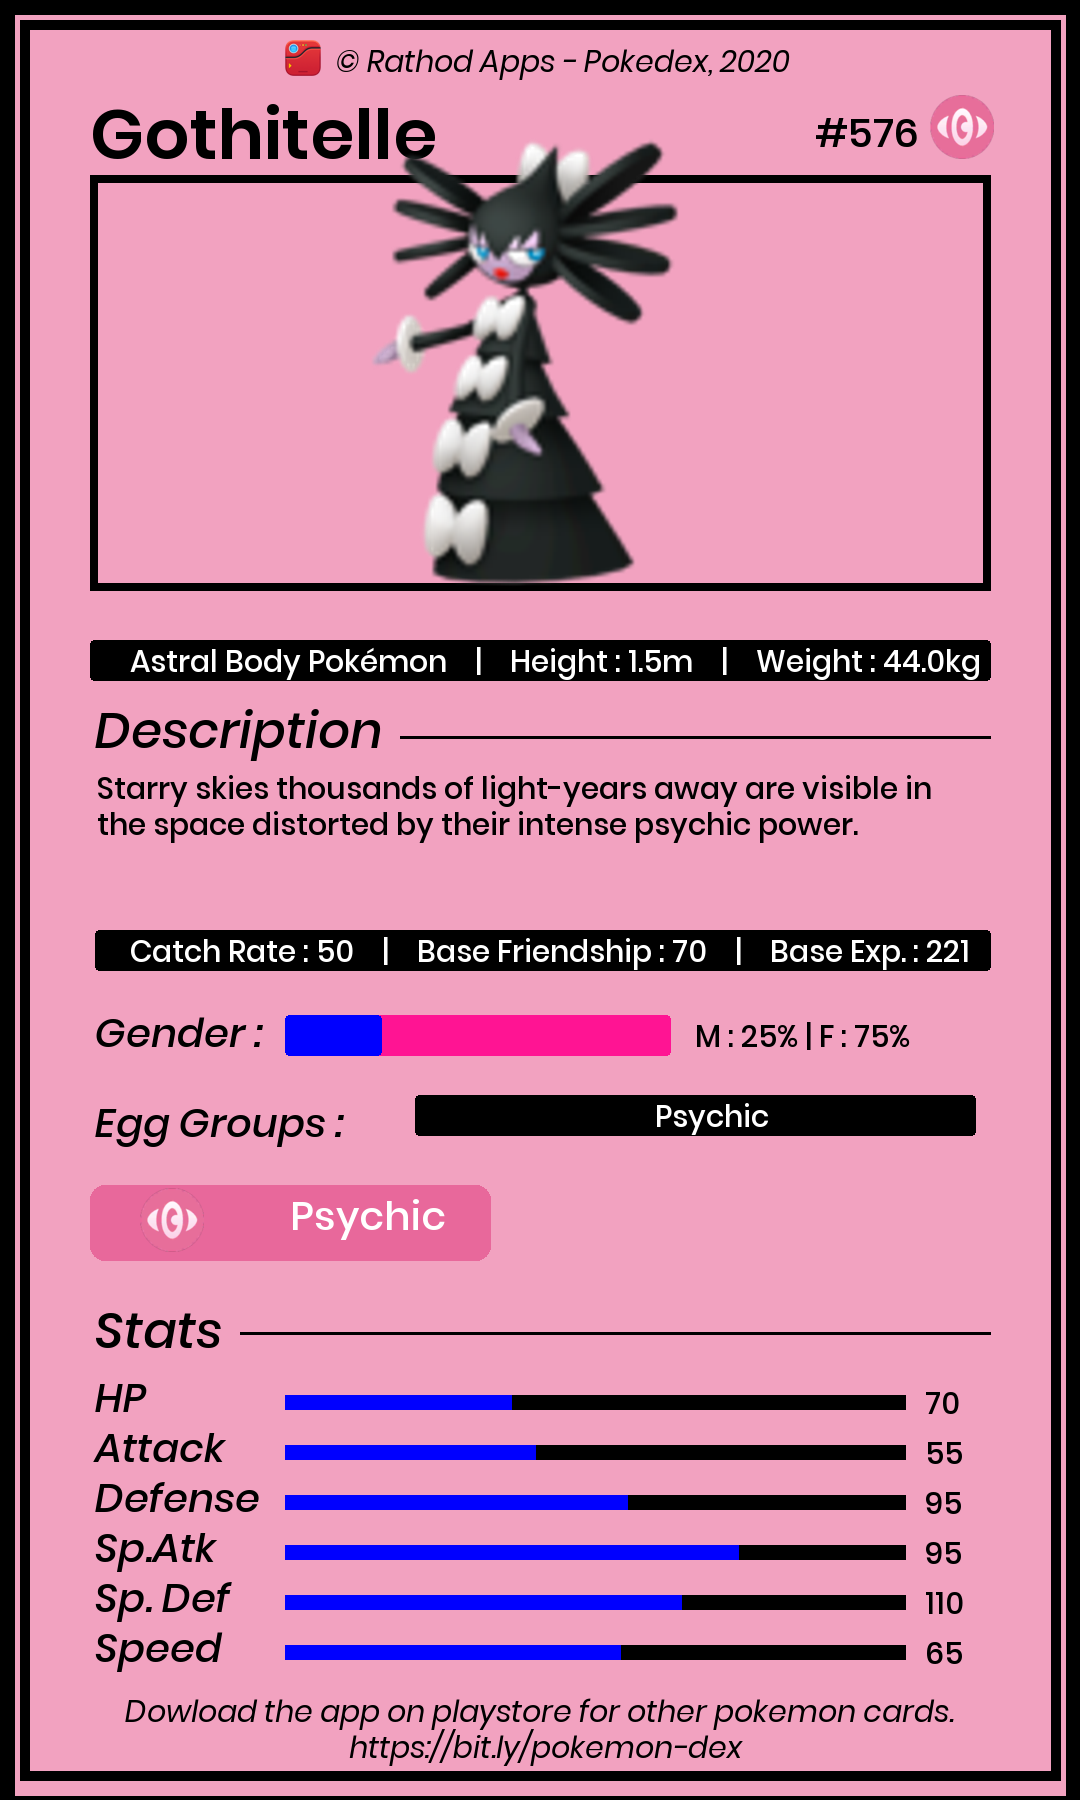 © Rathod Apps - Pokedex, 2020
Gothitelle
#576
Astral Body Pokémon | Height : 1.5m | Weight : 44.0kg
Description
Starry skies thousands of light-years away are visible in
the space distorted by their intense psychic power.
Catch Rate : 50 | Base Friendship : 70 | Base Exp. : 221
Gender : M : 25% | F : 75%
Egg Groups : Psychic
Psychic
Stats
HP 70
Attack 55
Defense 95
Sp.Atk 95
Sp. Def 110
Speed 65
Dowload the app on playstore for other pokemon cards.
https://bit.ly/pokemon-dex